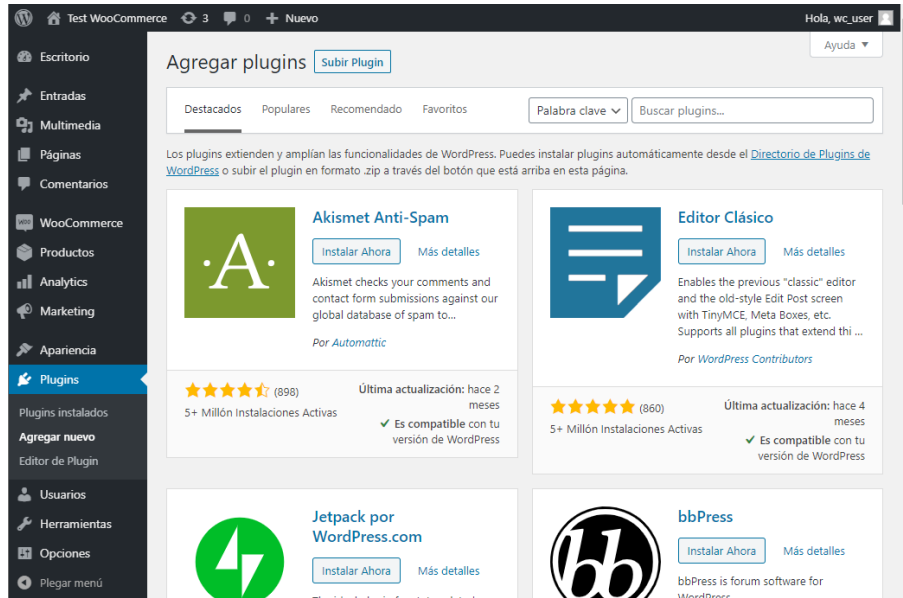 Test WooCommerce 3 0 + Nuevo Hola, wc_user
Escritorio
Entradas
Multimedia
Páginas
Comentarios
WooCommerce
Productos
Analytics
Marketing
Apariencia
Plugins
Plugins instalados
Agregar nuevo
Editor de Plugin
Usuarios
Herramientas
Opciones
Plegar menú
Ayuda ▼
Agregar plugins Subir Plugin
Destacados Populares Recomendado Favoritos Palabra clave Buscar plugins...
Los plugins extienden y amplían las funcionalidades de WordPress. Puedes instalar plugins automáticamente desde el Directorio de Plugins de
WordPress o subir el plugin en formato .zip a través del botón que está arriba en esta página.
·A·
Akismet Anti-Spam
Instalar Ahora Más detalles
Akismet checks your comments and
contact form submissions against our
global database of spam to...
Por Automattic
(898)
5+ Millón Instalaciones Activas
Última actualización: hace 2
meses
✓ Es compatible con tu
versión de WordPress
Editor Clásico
Instalar Ahora Más detalles
Enables the previous "classic" editor
and the old-style Edit Post screen
with TinyMCE, Meta Boxes, etc.
Supports all plugins that extend thi ...
Por WordPress Contributors
(860)
5+ Millón Instalaciones Activas
Última actualización: hace 4
meses
✓ Es compatible con tu
versión de WordPress
Jetpack por
WordPress.com
Instalar Ahora Más detalles
bb
bbPress
Instalar Ahora Más detalles
bbPress is forum software for
WordPress